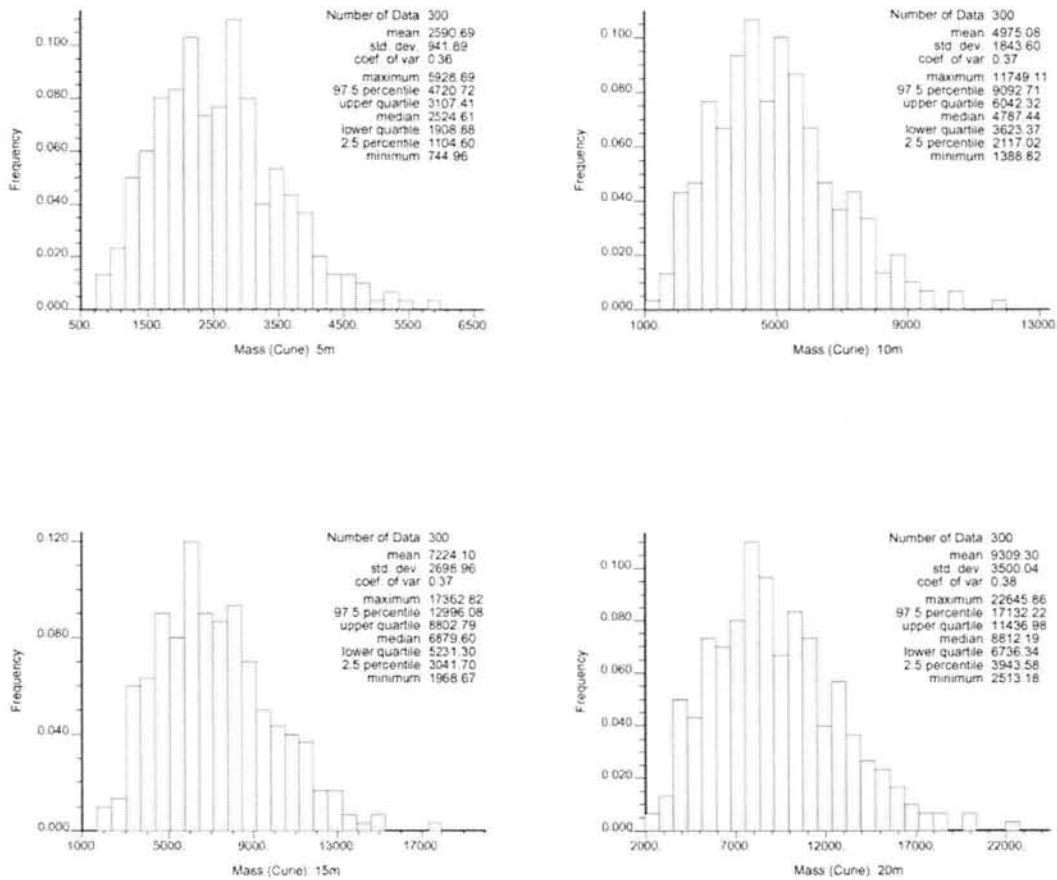 Number of Data 300
mean 2590.69
std. dev. 941.89
coef. of var 0.36
maximum 5928.69
97.5 percentile 4720.72
upper quartile 3107.41
median 2524.61
lower quartile 1908.88
2.5 percentile 1104.60
minimum 744.96
Frequency
0.100
0.080
0.060
0.040
0.020
0.000
500. 1500. 2500. 3500. 4500. 5500. 6500.
Mass (Curie) 5m
Number of Data 300
mean 4975.08
std. dev. 1843.60
coef. of var 0.37
maximum 11749.11
97.5 percentile 9092.71
upper quartile 6042.32
median 4787.44
lower quartile 3623.37
2.5 percentile 2117.02
minimum 1388.82
Frequency
0.100
0.080
0.060
0.040
0.020
0.000
1000. 5000. 9000. 13000.
Mass (Curie) 10m
Number of Data 300
mean 7224.10
std. dev. 2698.96
coef. of var 0.37
maximum 17362.82
97.5 percentile 12996.08
upper quartile 8802.79
median 6879.60
lower quartile 5231.30
2.5 percentile 3041.70
minimum 1968.67
Frequency
0.120
0.080
0.040
0.000
1000. 5000. 9000. 13000. 17000.
Mass (Curie) 15m
Number of Data 300
mean 9309.30
std. dev. 3500.04
coef. of var 0.38
maximum 22645.86
97.5 percentile 17132.22
upper quartile 11436.98
median 8812.19
lower quartile 6736.34
2.5 percentile 3943.58
minimum 2513.18
Frequency
0.100
0.080
0.060
0.040
0.020
0.000
2000. 7000. 12000. 17000. 22000.
Mass (Curie) 20m